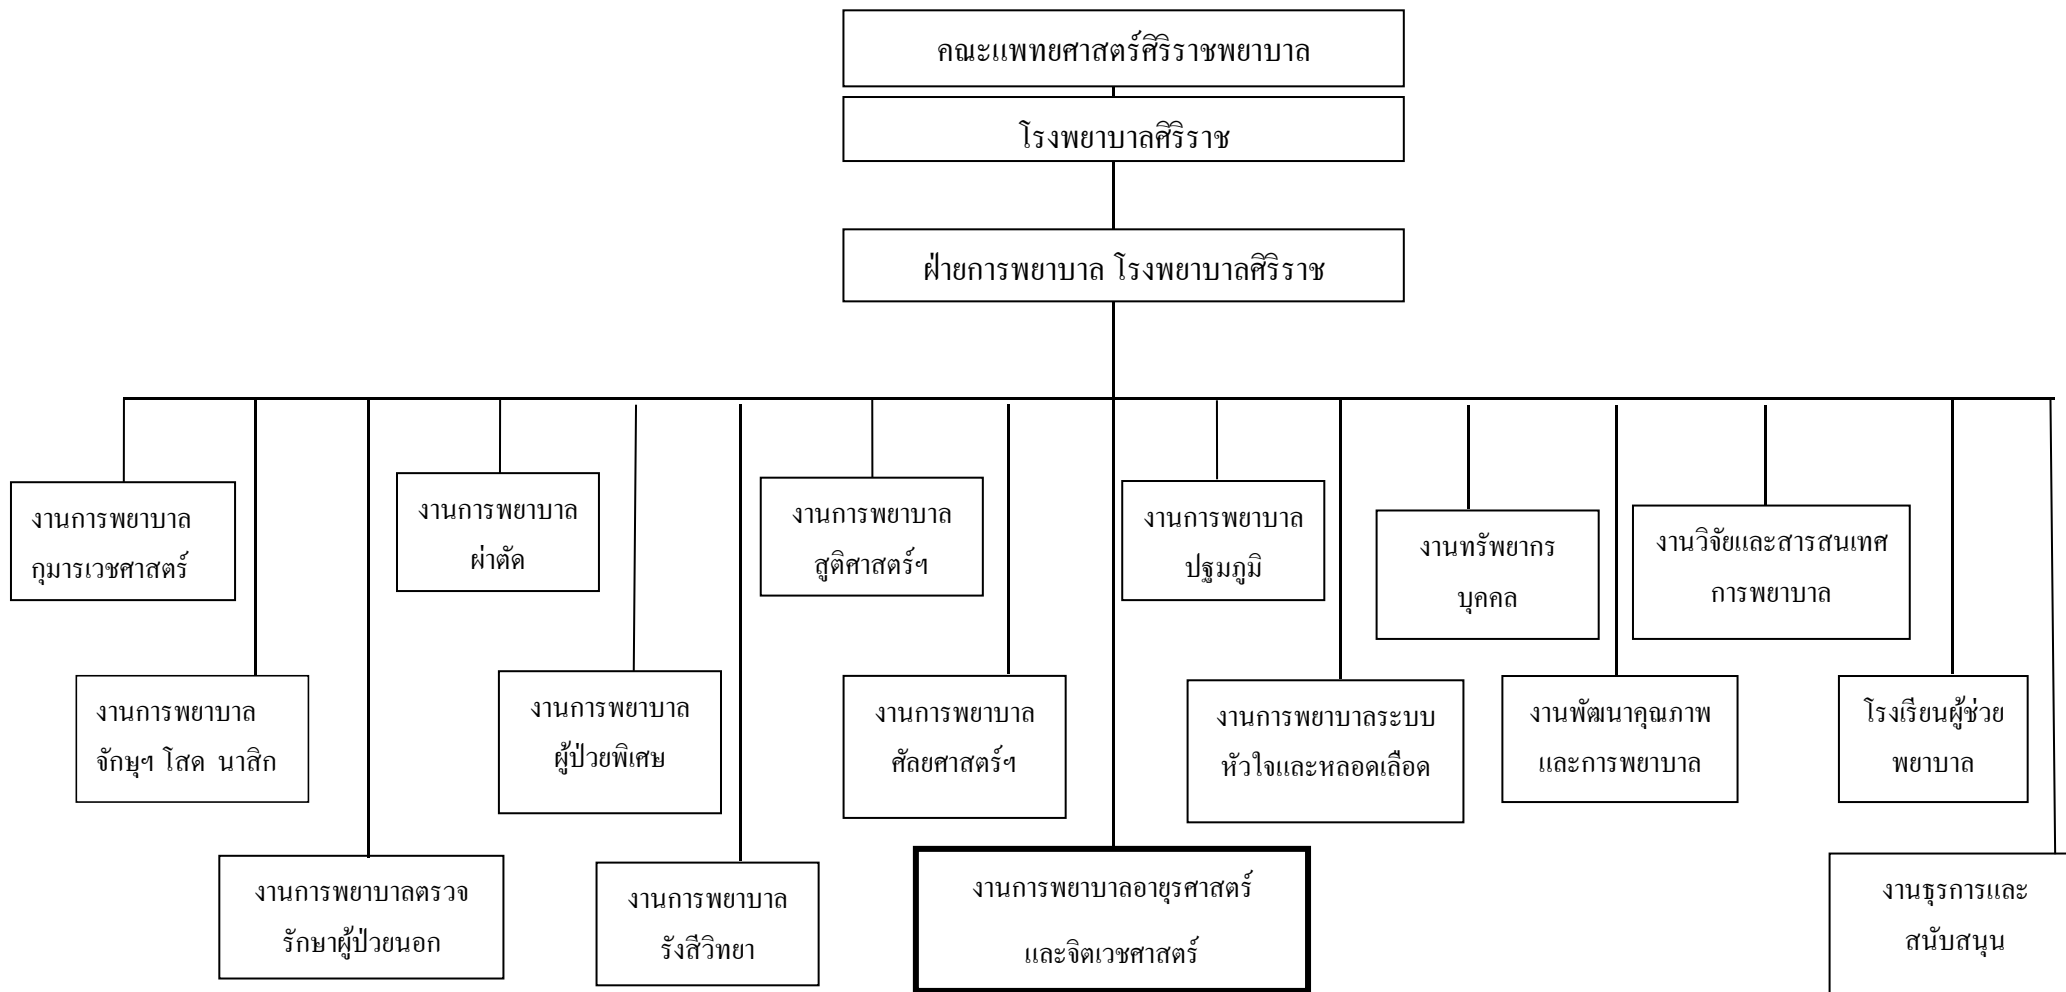 คณะแพทยศาสตร์ศิริราชพยาบาล
โรงพยาบาลศิริราช
ฝ่ายการพยาบาล โรงพยาบาลศิริราช
งานการพยาบาล
กุมารเวชศาสตร์
งานการพยาบาล
ผ่าตัด
งานการพยาบาล
สูติศาสตร์ฯ
งานการพยาบาล
ปฐมภูมิ
งานทรัพยากร
บุคคล
งานวิจัยและสารสนเทศ
การพยาบาล
งานการพยาบาล
จักษุฯ โสด นาสิก
งานการพยาบาล
ผู้ป่วยพิเศษ
งานการพยาบาล
ศัลยศาสตร์ฯ
งานการพยาบาลระบบ
หัวใจและหลอดเลือด
งานพัฒนาคุณภาพ
และการพยาบาล
โรงเรียนผู้ช่วย
พยาบาล
งานการพยาบาลตรวจ
รักษาผู้ป่วยนอก
งานการพยาบาล
รังสีวิทยา
งานการพยาบาลอายุรศาสตร์
และจิตเวชศาสตร์
งานธุรการและ
สนับสนุน